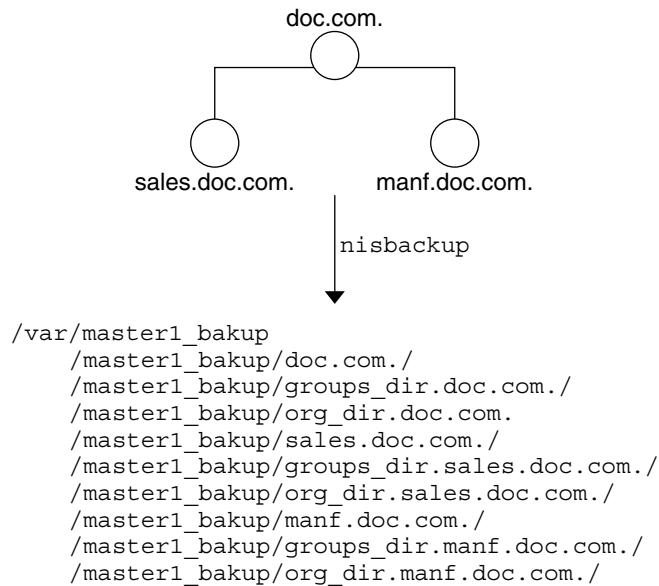 doc.com.
sales.doc.com.
manf.doc.com.
nisbackup
/var/master1_bakup
/master1_bakup/doc.com./
/master1_bakup/groups_dir.doc.com./
/master1_bakup/org_dir.doc.com.
/master1_bakup/sales.doc.com./
/master1_bakup/groups_dir.sales.doc.com./
/master1_bakup/org_dir.sales.doc.com./
/master1_bakup/manf.doc.com./
/master1_bakup/groups_dir.manf.doc.com./
/master1_bakup/org_dir.manf.doc.com./